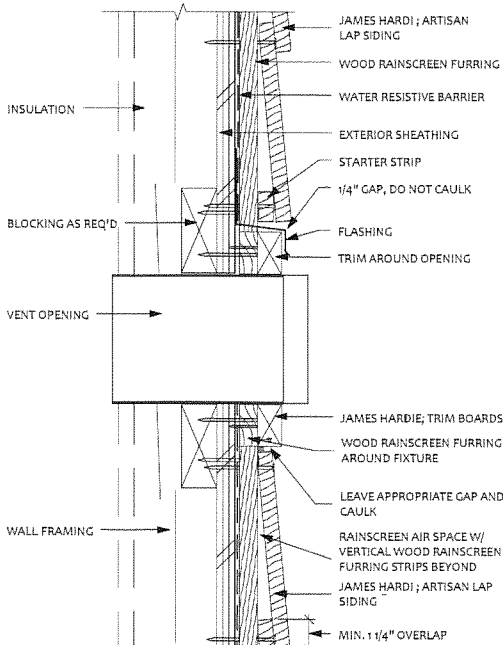 JAMES HARDI ; ARTISAN
LAP SIDING
WOOD RAINSCREEN FURRING
WATER RESISTIVE BARRIER
INSULATION
EXTERIOR SHEATHING
STARTER STRIP
1/4" GAP, DO NOT CAULK
BLOCKING AS REQ'D
FLASHING
TRIM AROUND OPENING
VENT OPENING
JAMES HARDIE; TRIM BOARDS
WOOD RAINSCREEN FURRING
AROUND FIXTURE
LEAVE APPROPRIATE GAP AND
CAULK
WALL FRAMING
RAINSCREEN AIR SPACE W/
VERTICAL WOOD RAINSCREEN
FURRING STRIPS BEYOND
JAMES HARDI ; ARTISAN LAP
SIDING
MIN. 1 1/4" OVERLAP